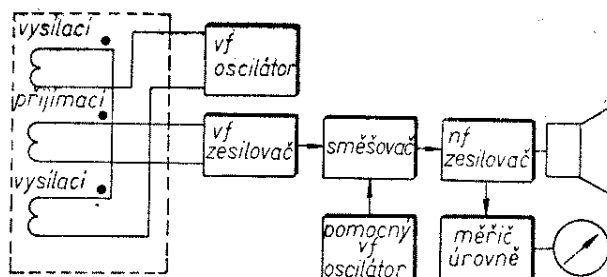 vysílací
přijímací
vysílací
vf
oscilátor
vf
zesilovač
směšovač
nf
zesilovač
pomocný
vf
oscilátor
měřič
úrovně